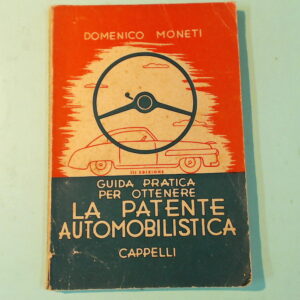 DOMENICO MONETI
III EDIZIONE
GUIDA PRATICA
PER OTTENERE
LA PATENTE
AUTOMOBILISTICA
CAPPELLI